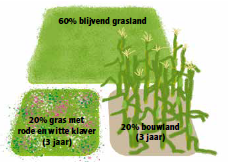 60% blijvend grasland
20% gras met
rode en witte klaver
(3 jaar)
20% bouwland
(3 jaar)